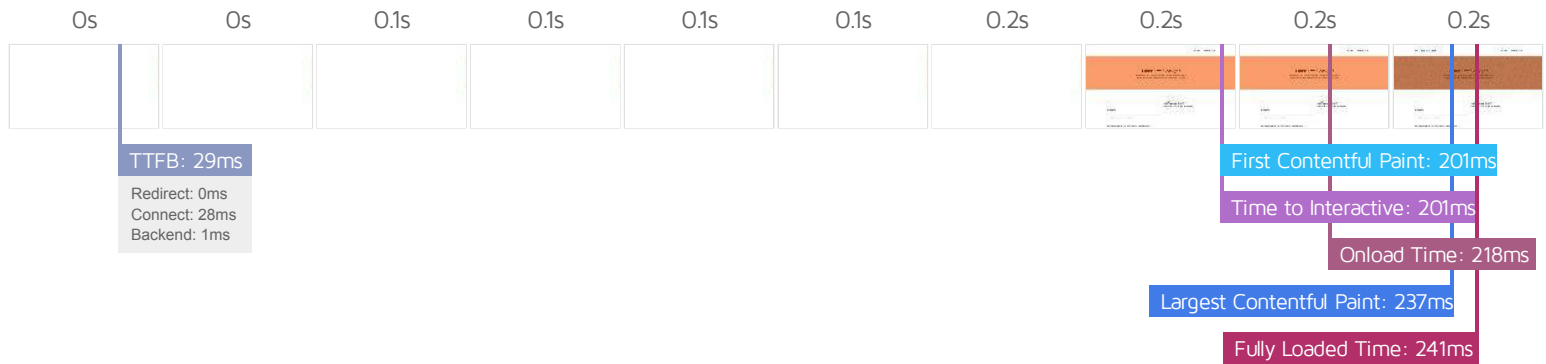 0s 0s 0.1s 0.1s 0.1s 0.1s 0.2s 0.2s 0.2s 0.2s
TTFB: 29ms
Redirect: 0ms
Connect: 28ms
Backend: 1ms
First Contentful Paint: 201ms
Time to Interactive: 201ms
Onload Time: 218ms
Largest Contentful Paint: 237ms
Fully Loaded Time: 241ms